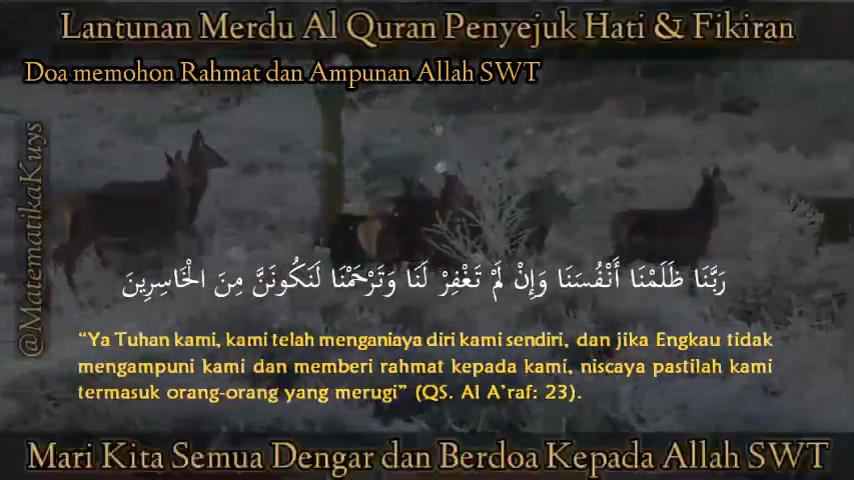 Lantunan Merdu Al Quran Penyejuk Hati & Fikiran
Doa memohon Rahmat dan Ampunan Allah SWT
@MatematikaKuys
رَبَّنَا ظَلَمْنَا أَنْفُسَنَا وَإِنْ لَمْ تَغْفِرْ لَنَا وَتَرْحَمْنَا لَنَكُونَنَّ مِنَ الْخَاسِرِينَ
“Ya Tuhan kami, kami telah menganiaya diri kami sendiri, dan jika Engkau tidak
mengampuni kami dan memberi rahmat kepada kami, niscaya pastilah kami
termasuk orang-orang yang merugi” (QS. Al A’raf: 23).
Mari Kita Semua Dengar dan Berdoa Kepada Allah SWT